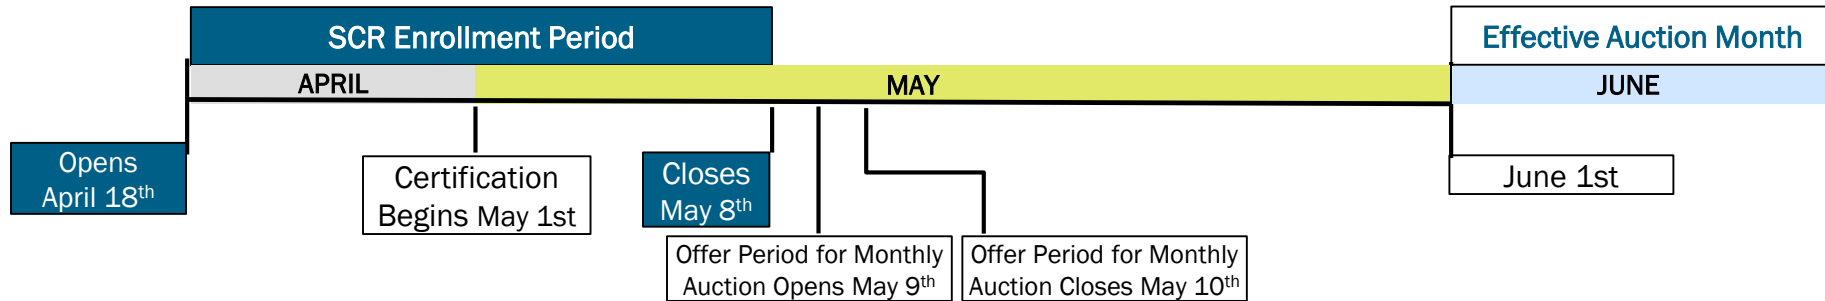 SCR Enrollment Period
Effective Auction Month
APRIL
MAY
JUNE
Opens
April 18th
Certification
Begins May 1st
Closes
May 8th
June 1st
Offer Period for Monthly
Auction Opens May 9th
Offer Period for Monthly
Auction Closes May 10th